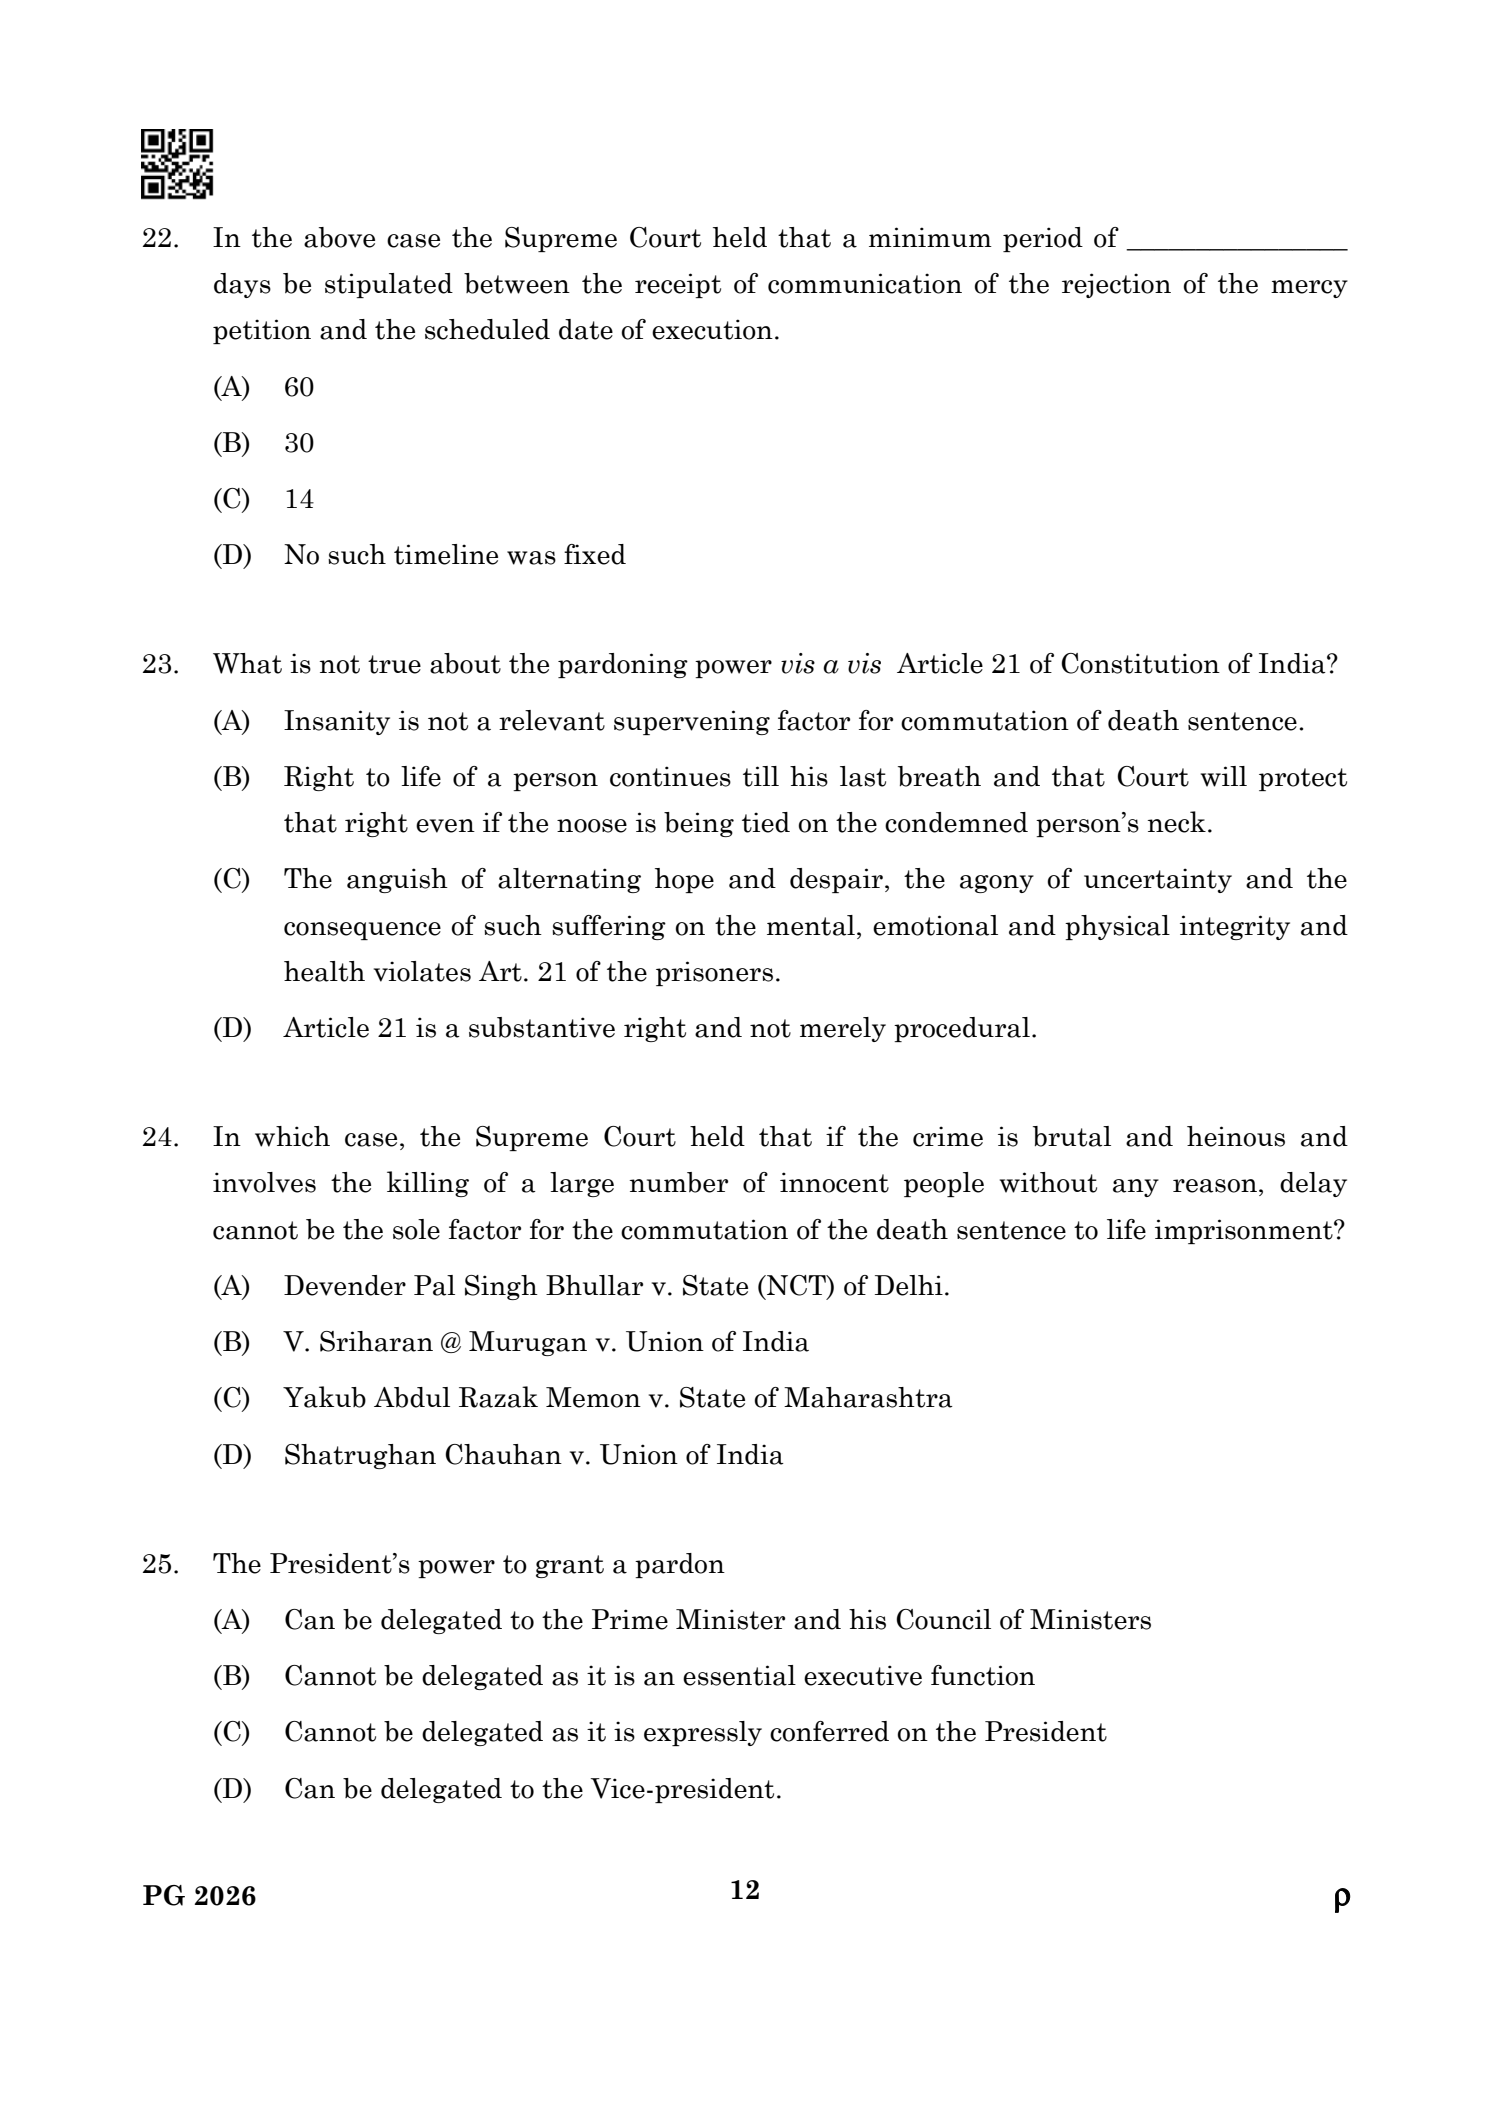 22. In the above case the Supreme Court held that a minimum period of ________________
days be stipulated between the receipt of communication of the rejection of the mercy
petition and the scheduled date of execution.
(A) 60
(B) 30
(C) 14
(D) No such timeline was fixed
23. What is not true about the pardoning power vis a vis Article 21 of Constitution of India?
(A) Insanity is not a relevant supervening factor for commutation of death sentence.
(B) Right to life of a person continues till his last breath and that Court will protect
that right even if the noose is being tied on the condemned person’s neck.
(C) The anguish of alternating hope and despair, the agony of uncertainty and the
consequence of such suffering on the mental, emotional and physical integrity and
health violates Art. 21 of the prisoners.
(D) Article 21 is a substantive right and not merely procedural.
24. In which case, the Supreme Court held that if the crime is brutal and heinous and
involves the killing of a large number of innocent people without any reason, delay
cannot be the sole factor for the commutation of the death sentence to life imprisonment?
(A) Devender Pal Singh Bhullar v. State (NCT) of Delhi.
(B) V. Sriharan @ Murugan v. Union of India
(C) Yakub Abdul Razak Memon v. State of Maharashtra
(D) Shatrughan Chauhan v. Union of India
25. The President’s power to grant a pardon
(A) Can be delegated to the Prime Minister and his Council of Ministers
(B) Cannot be delegated as it is an essential executive function
(C) Cannot be delegated as it is expressly conferred on the President
(D) Can be delegated to the Vice-president.
PG 2026 12 ρ